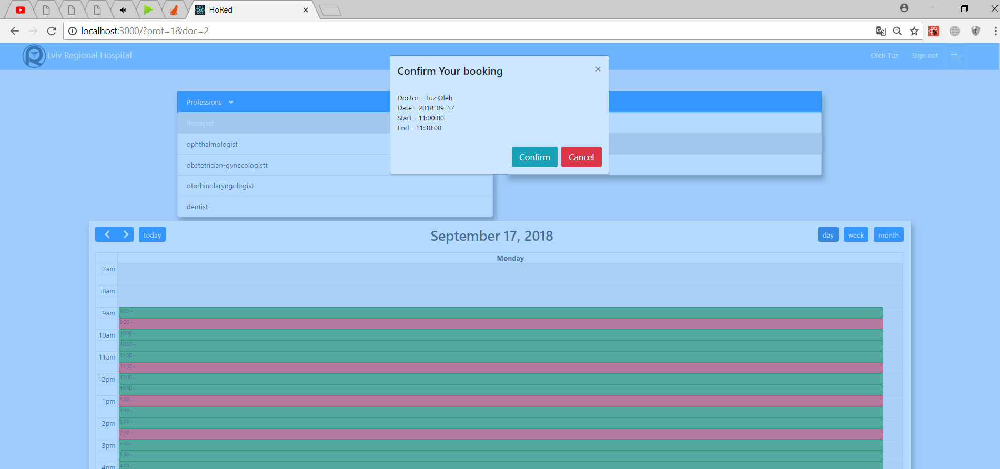 HoRed
localhost:3000/?prof=1&doc=2
Lviv Regional Hospital
Oleh Tuz
Sign out
Confirm Your booking
×
Doctor - Tuz Oleh
Date - 2018-09-17
Start - 11:00:00
End - 11:30:00
Confirm
Cancel
Professions
therapist
ophthalmologist
obstetrician-gynecologistt
otorhinolaryngologist
dentist
today
September 17, 2018
day
week
month
Monday
7am
8am
9am
9:00 -
9:30 -
10am
10:00 -
10:30 -
11am
11:00 -
11:30 -
12pm
12:00 -
12:30 -
1pm
1:00 -
1:30 -
2pm
2:00 -
2:30 -
3pm
3:00 -
3:30 -
4pm
4:00 -